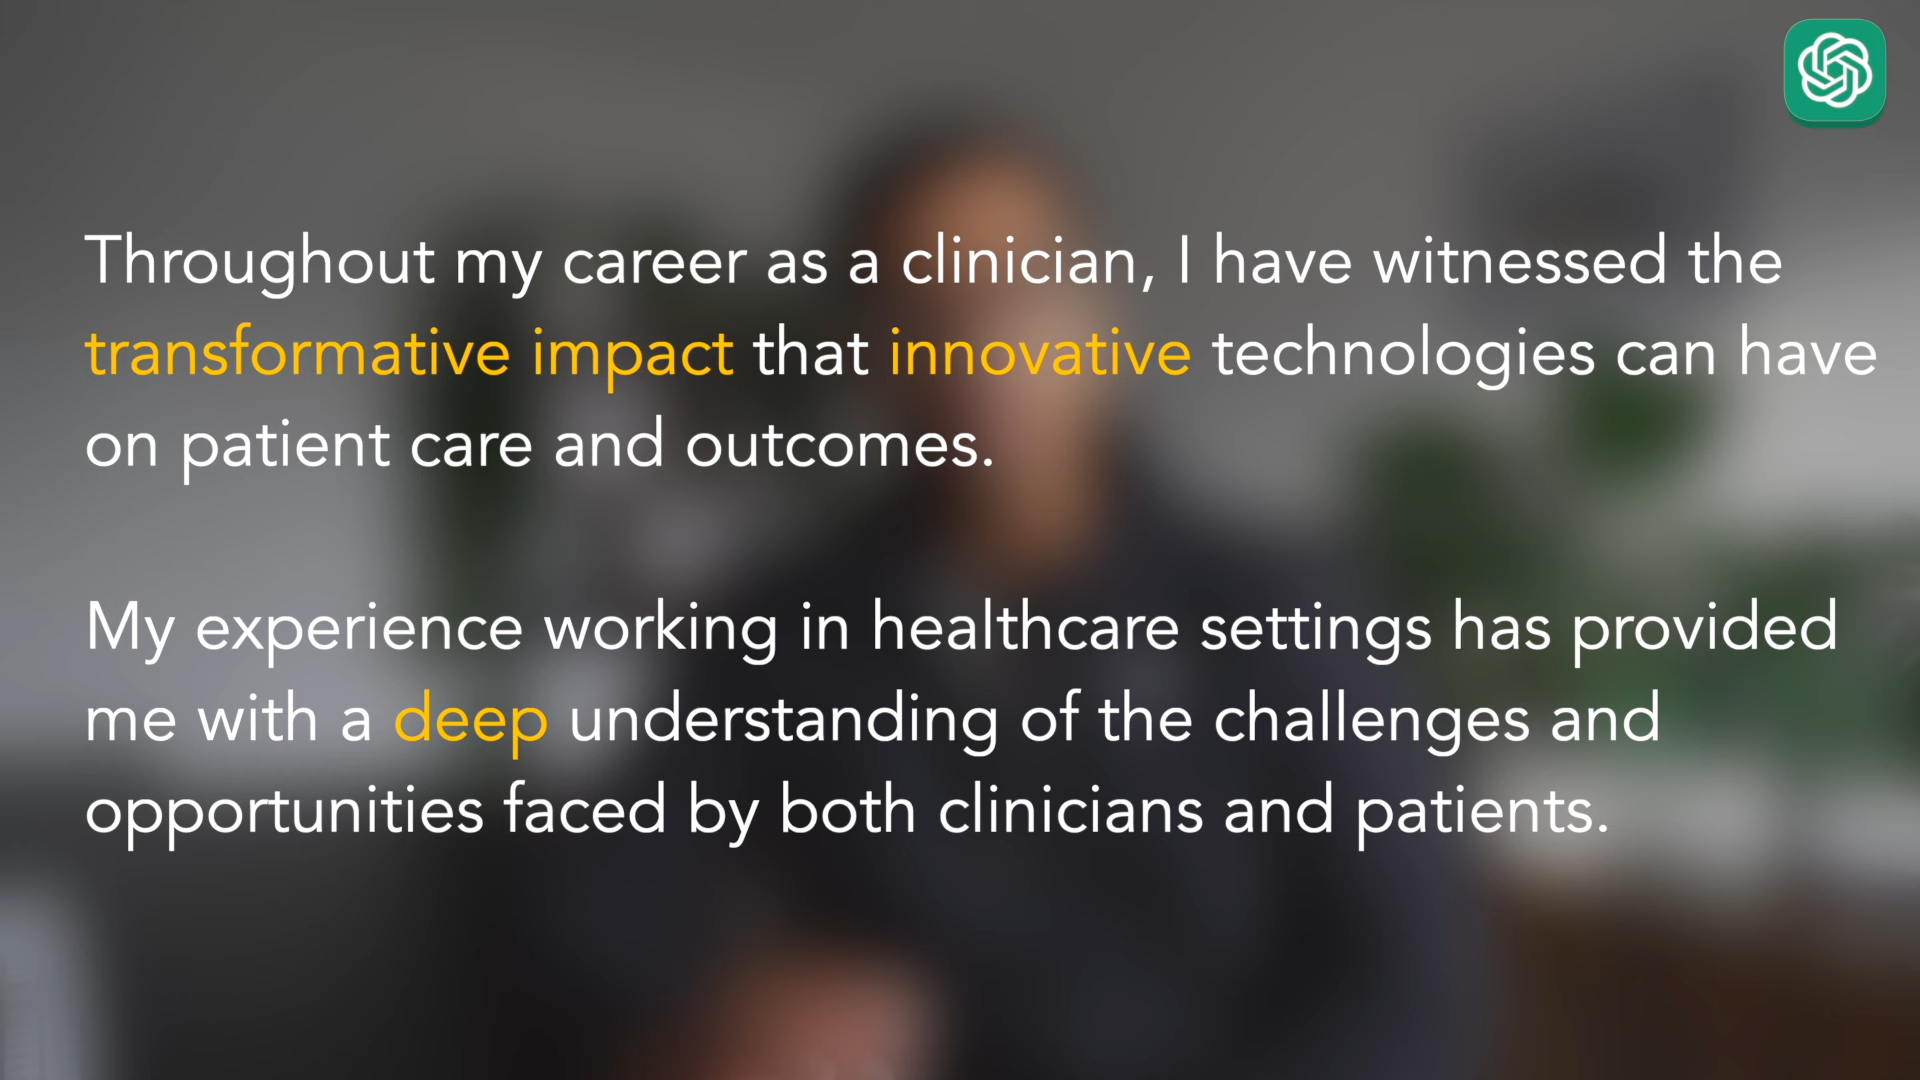 Throughout my career as a clinician, I have witnessed the
transformative impact that innovative technologies can have
on patient care and outcomes.
My experience working in healthcare settings has provided
me with a deep understanding of the challenges and
opportunities faced by both clinicians and patients.